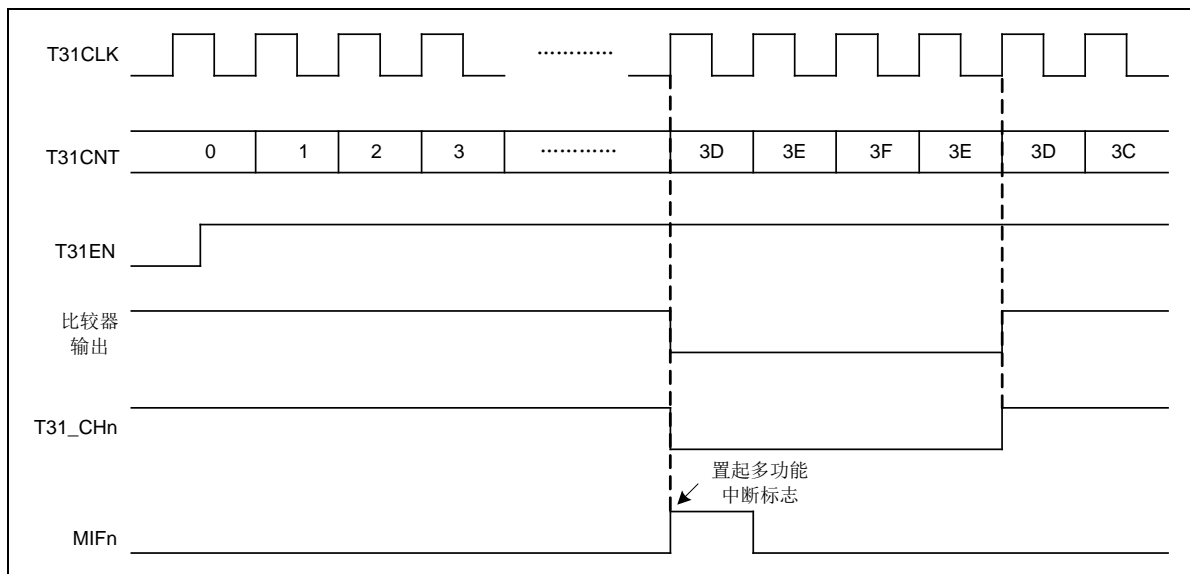 T31CLK
…………
T31CNT
0 1 2 3 ………… 3D 3E 3F 3E 3D 3C
T31EN
比较器
输出
T31_CHn
置起多功能
中断标志
MIFn